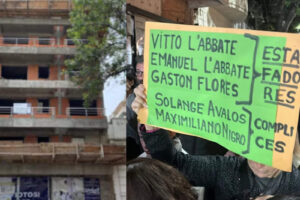 VITTO L'ABBATE
EMANUEL L'ABBATE
GASTON FLORES
ESTA
FADO
RES
SOLANGE AVALOS
MAXIMILIANO NIGRO
COMPLI
CES